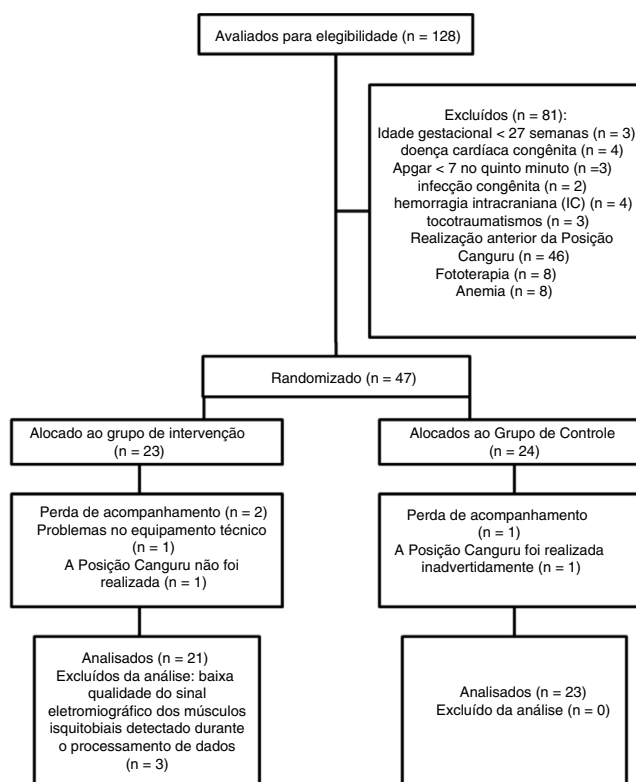 Avaliados para elegibilidade (n = 128)
Excluídos (n = 81):
Idade gestacional < 27 semanas (n = 3)
doença cardíaca congênita (n = 4)
Apgar < 7 no quinto minuto (n =3)
infecção congênita (n = 2)
hemorragia intracraniana (IC) (n = 4)
tocotraumatismos (n = 3)
Realização anterior da Posição
Canguru (n = 46)
Fototerapia (n = 8)
Anemia (n = 8)
Randomizado (n = 47)
Alocado ao grupo de intervenção
(n = 23)
Alocados ao Grupo de Controle
(n = 24)
Perda de acompanhamento (n = 2)
Problemas no equipamento técnico
(n = 1)
A Posição Canguru não foi
realizada (n = 1)
Perda de acompanhamento
(n = 1)
A Posição Canguru foi realizada
inadvertidamente (n = 1)
Analisados (n = 21)
Excluídos da análise: baixa
qualidade do sinal
eletromiográfico dos músculos
isquitobiais detectado durante
o processamento de dados
(n = 3)
Analisados (n = 23)
Excluído da análise (n = 0)